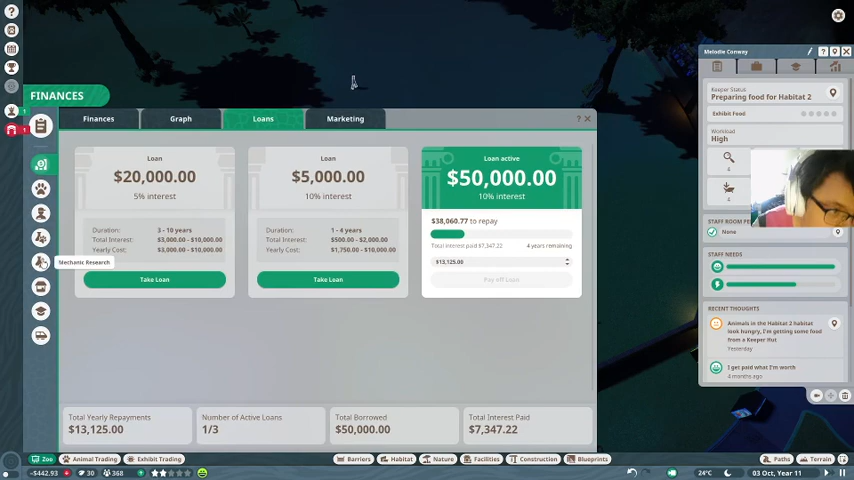 FINANCES
Finances
Graph
Loans
Marketing
?
Loan
$20,000.00
5% interest
Duration: 3 - 10 years
Total Interest: $3,000.00 - $10,000.00
Yearly Cost: $3,000.00 - $10,000.00
Take Loan
Loan
$5,000.00
10% interest
Duration: 1 - 4 years
Total Interest: $500.00 - $2,000.00
Yearly Cost: $1,750.00 - $10,000.00
Take Loan
Loan active
$50,000.00
10% interest
$38,060.77 to repay
Total interest paid $7,347.22
4 years remaining
$13,125.00
Pay off Loan
Mechanic Research
Total Yearly Repayments
$13,125.00
Number of Active Loans
1/3
Total Borrowed
$50,000.00
Total Interest Paid
$7,347.22
Melodie Conway
Keeper Status
Preparing food for Habitat 2
Exhibit Food
Workload
High
STAFF ROOM
None
STAFF NEEDS
RECENT THOUGHTS
Animals in the Habitat 2 habitat
look hungry, I'm getting some food
from a Keeper Hut
Yesterday
I get paid what I'm worth
4 months ago
Zoo
Animal Trading
Exhibit Trading
Barriers
Habitat
Nature
Facilities
Construction
Blueprints
Paths
Terrain
-$442.93
30
368
24°C
03 Oct, Year 11